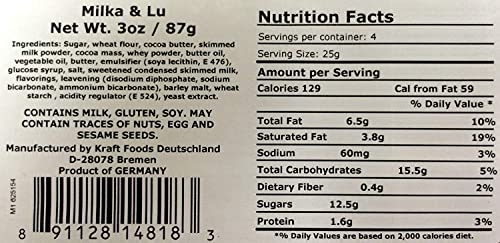 Milka & Lu
Net Wt. 3oz / 87g
Ingredients: Sugar, wheat flour, cocoa butter, skimmed
milk powder, cocoa mass, whey powder, butter oil,
vegetable oil, butter, emulsifier (soya lecithin, E 476),
glucose syrup, salt, sweetened condensed skimmed milk,
flavorings, leavening (disodium diphosphate, sodium
bicarbonate, ammonium bicarbonate), barley malt, wheat
starch , acidity regulator (E 524), yeast extract.
CONTAINS MILK, GLUTEN, SOY. MAY
CONTAIN TRACES OF NUTS, EGG AND
SESAME SEEDS.
Manufactured by Kraft Foods Deutschland
D-28078 Bremen
Product of GERMANY
M1 625154
8 91128 14818 3
Nutrition Facts
Servings per container: 4
Serving Size: 25g
Amount per Serving
Calories 129 Cal from Fat 59
% Daily Value *
Total Fat 6.5g 10%
Saturated Fat 3.8g 19%
Sodium 60mg 3%
Total Carbohydrates 15.5g 5%
Dietary Fiber 0.4g 2%
Sugars 12.5g
Protein 1.6g 3%
*% Daily Values are based on 2,000 calories diet.